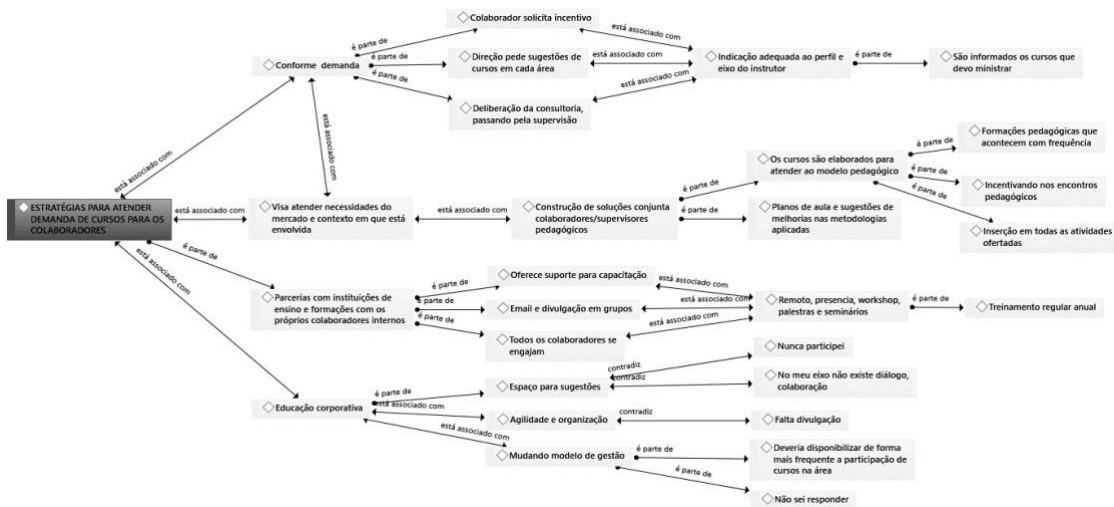 Colaborador solicita incentivo
está associado com
é parte de
Conforme demanda
é parte de
Direção pede sugestões de
cursos em cada área
está associado com
Indicação adequada ao perfil e
eixo do instrutor
é parte de
São informados os cursos que
devo ministrar
é parte de
Deliberação da consultoria,
passando pela supervisão
está associado com
está associado com
está associado com
Formações pedagógicas que
acontecem com frequência
é parte de
Os cursos são elaborados para
atender ao modelo pedagógico
é parte de
Incentivando nos encontros
pedagógicos
é parte de
Inserção em todas as atividades
ofertadas
ESTRATÉGIAS PARA ATENDER
DEMANDA DE CURSOS PARA OS
COLABORADORES
está associado com
Visa atender necessidades do
mercado e contexto em que está
envolvida
está associado com
Construção de soluções conjunta
colaboradores/supervisores
pedagógicos
é parte de
é parte de
Planos de aula e sugestões de
melhorias nas metodologias
aplicadas
é parte de
está associado com
Parcerias com instituições de
ensino e formações com os
próprios colaboradores internos
é parte de
Oferece suporte para capacitação
está associado com
é parte de
Email e divulgação em grupos
está associado com
Remoto, presencia, workshop,
palestras e seminários
é parte de
Treinamento regular anual
é parte de
Todos os colaboradores se
engajam
está associado com
Educação corporativa
é parte de
Espaço para sugestões
contradiz
Nunca participei
contradiz
No meu eixo não existe diálogo,
colaboração
está associado com
Agilidade e organização
contradiz
Falta divulgação
está associado com
Mudando modelo de gestão
é parte de
Deveria disponibilizar de forma
mais frequente a participação de
cursos na área
é parte de
Não sei responder